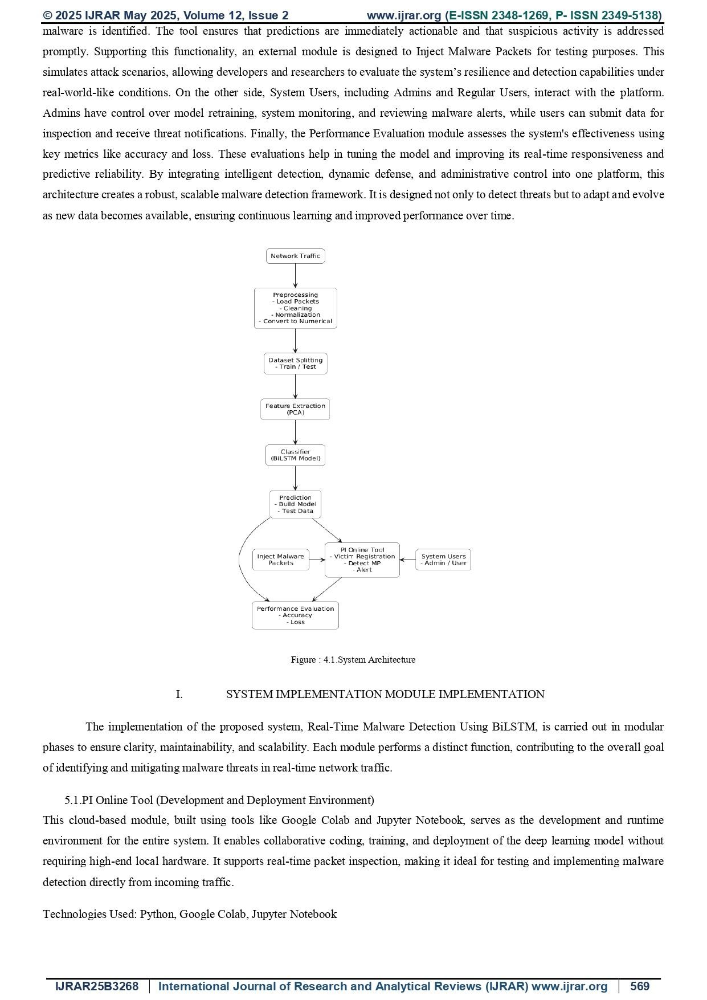 © 2025 IJRAR May 2025, Volume 12, Issue 2 www.ijrar.org (E-ISSN 2348-1269, P- ISSN 2349-5138)
malware is identified. The tool ensures that predictions are immediately actionable and that suspicious activity is addressed
promptly. Supporting this functionality, an external module is designed to Inject Malware Packets for testing purposes. This
simulates attack scenarios, allowing developers and researchers to evaluate the system’s resilience and detection capabilities under
real-world-like conditions. On the other side, System Users, including Admins and Regular Users, interact with the platform.
Admins have control over model retraining, system monitoring, and reviewing malware alerts, while users can submit data for
inspection and receive threat notifications. Finally, the Performance Evaluation module assesses the system's effectiveness using
key metrics like accuracy and loss. These evaluations help in tuning the model and improving its real-time responsiveness and
predictive reliability. By integrating intelligent detection, dynamic defense, and administrative control into one platform, this
architecture creates a robust, scalable malware detection framework. It is designed not only to detect threats but to adapt and evolve
as new data becomes available, ensuring continuous learning and improved performance over time.
Network Traffic
Preprocessing
- Load Packets
- Cleaning
- Normalization
- Convert to Numerical
Dataset Splitting
- Train / Test
Feature Extraction
(PCA)
Classifier
(BiLSTM Model)
Prediction
- Build Model
- Test Data
Inject Malware
Packets
PI Online Tool
- Victim Registration
- Detect MP
- Alert
System Users
- Admin / User
Performance Evaluation
- Accuracy
- Loss
Figure : 4.1.System Architecture
I. SYSTEM IMPLEMENTATION MODULE IMPLEMENTATION
The implementation of the proposed system, Real-Time Malware Detection Using BiLSTM, is carried out in modular
phases to ensure clarity, maintainability, and scalability. Each module performs a distinct function, contributing to the overall goal
of identifying and mitigating malware threats in real-time network traffic.
5.1.PI Online Tool (Development and Deployment Environment)
This cloud-based module, built using tools like Google Colab and Jupyter Notebook, serves as the development and runtime
environment for the entire system. It enables collaborative coding, training, and deployment of the deep learning model without
requiring high-end local hardware. It supports real-time packet inspection, making it ideal for testing and implementing malware
detection directly from incoming traffic.
Technologies Used: Python, Google Colab, Jupyter Notebook
IJRAR25B3268 International Journal of Research and Analytical Reviews (IJRAR) www.ijrar.org 569